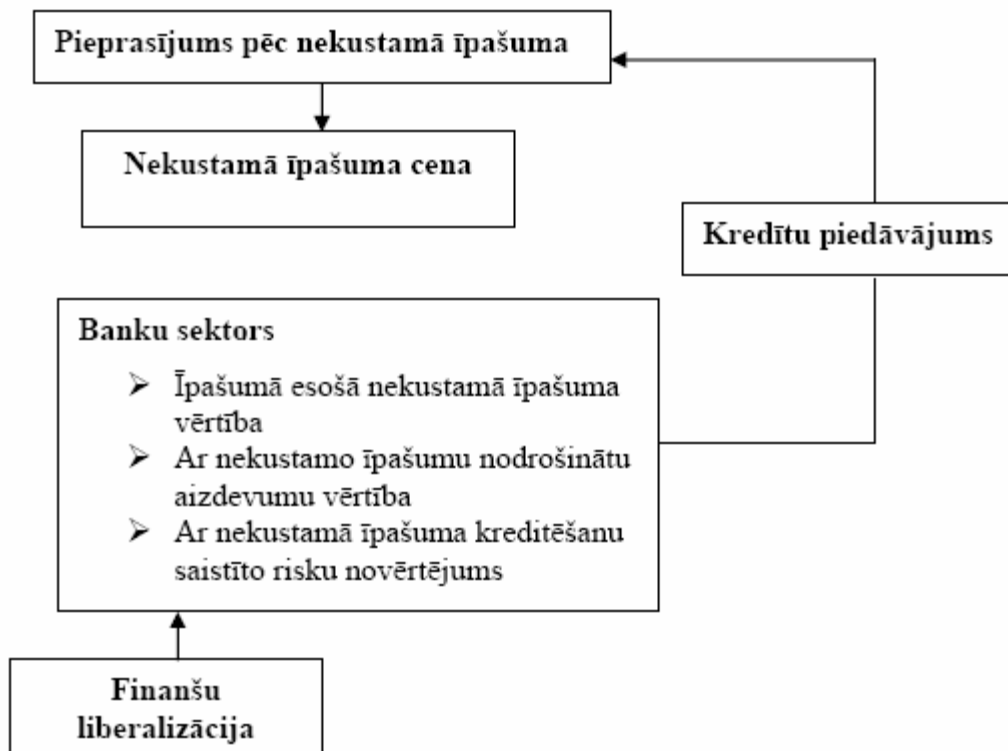 Pieprasījums pēc nekustamā īpašuma
Nekustamā īpašuma cena
Kredītu piedāvājums
Banku sektors
➢ Īpašumā esošā nekustamā īpašuma
vērtība
➢ Ar nekustamo īpašumu nodrošinātu
aizdevumu vērtība
➢ Ar nekustamā īpašuma kreditēšanu
saistīto risku novērtējums
Finanšu
liberalizācija